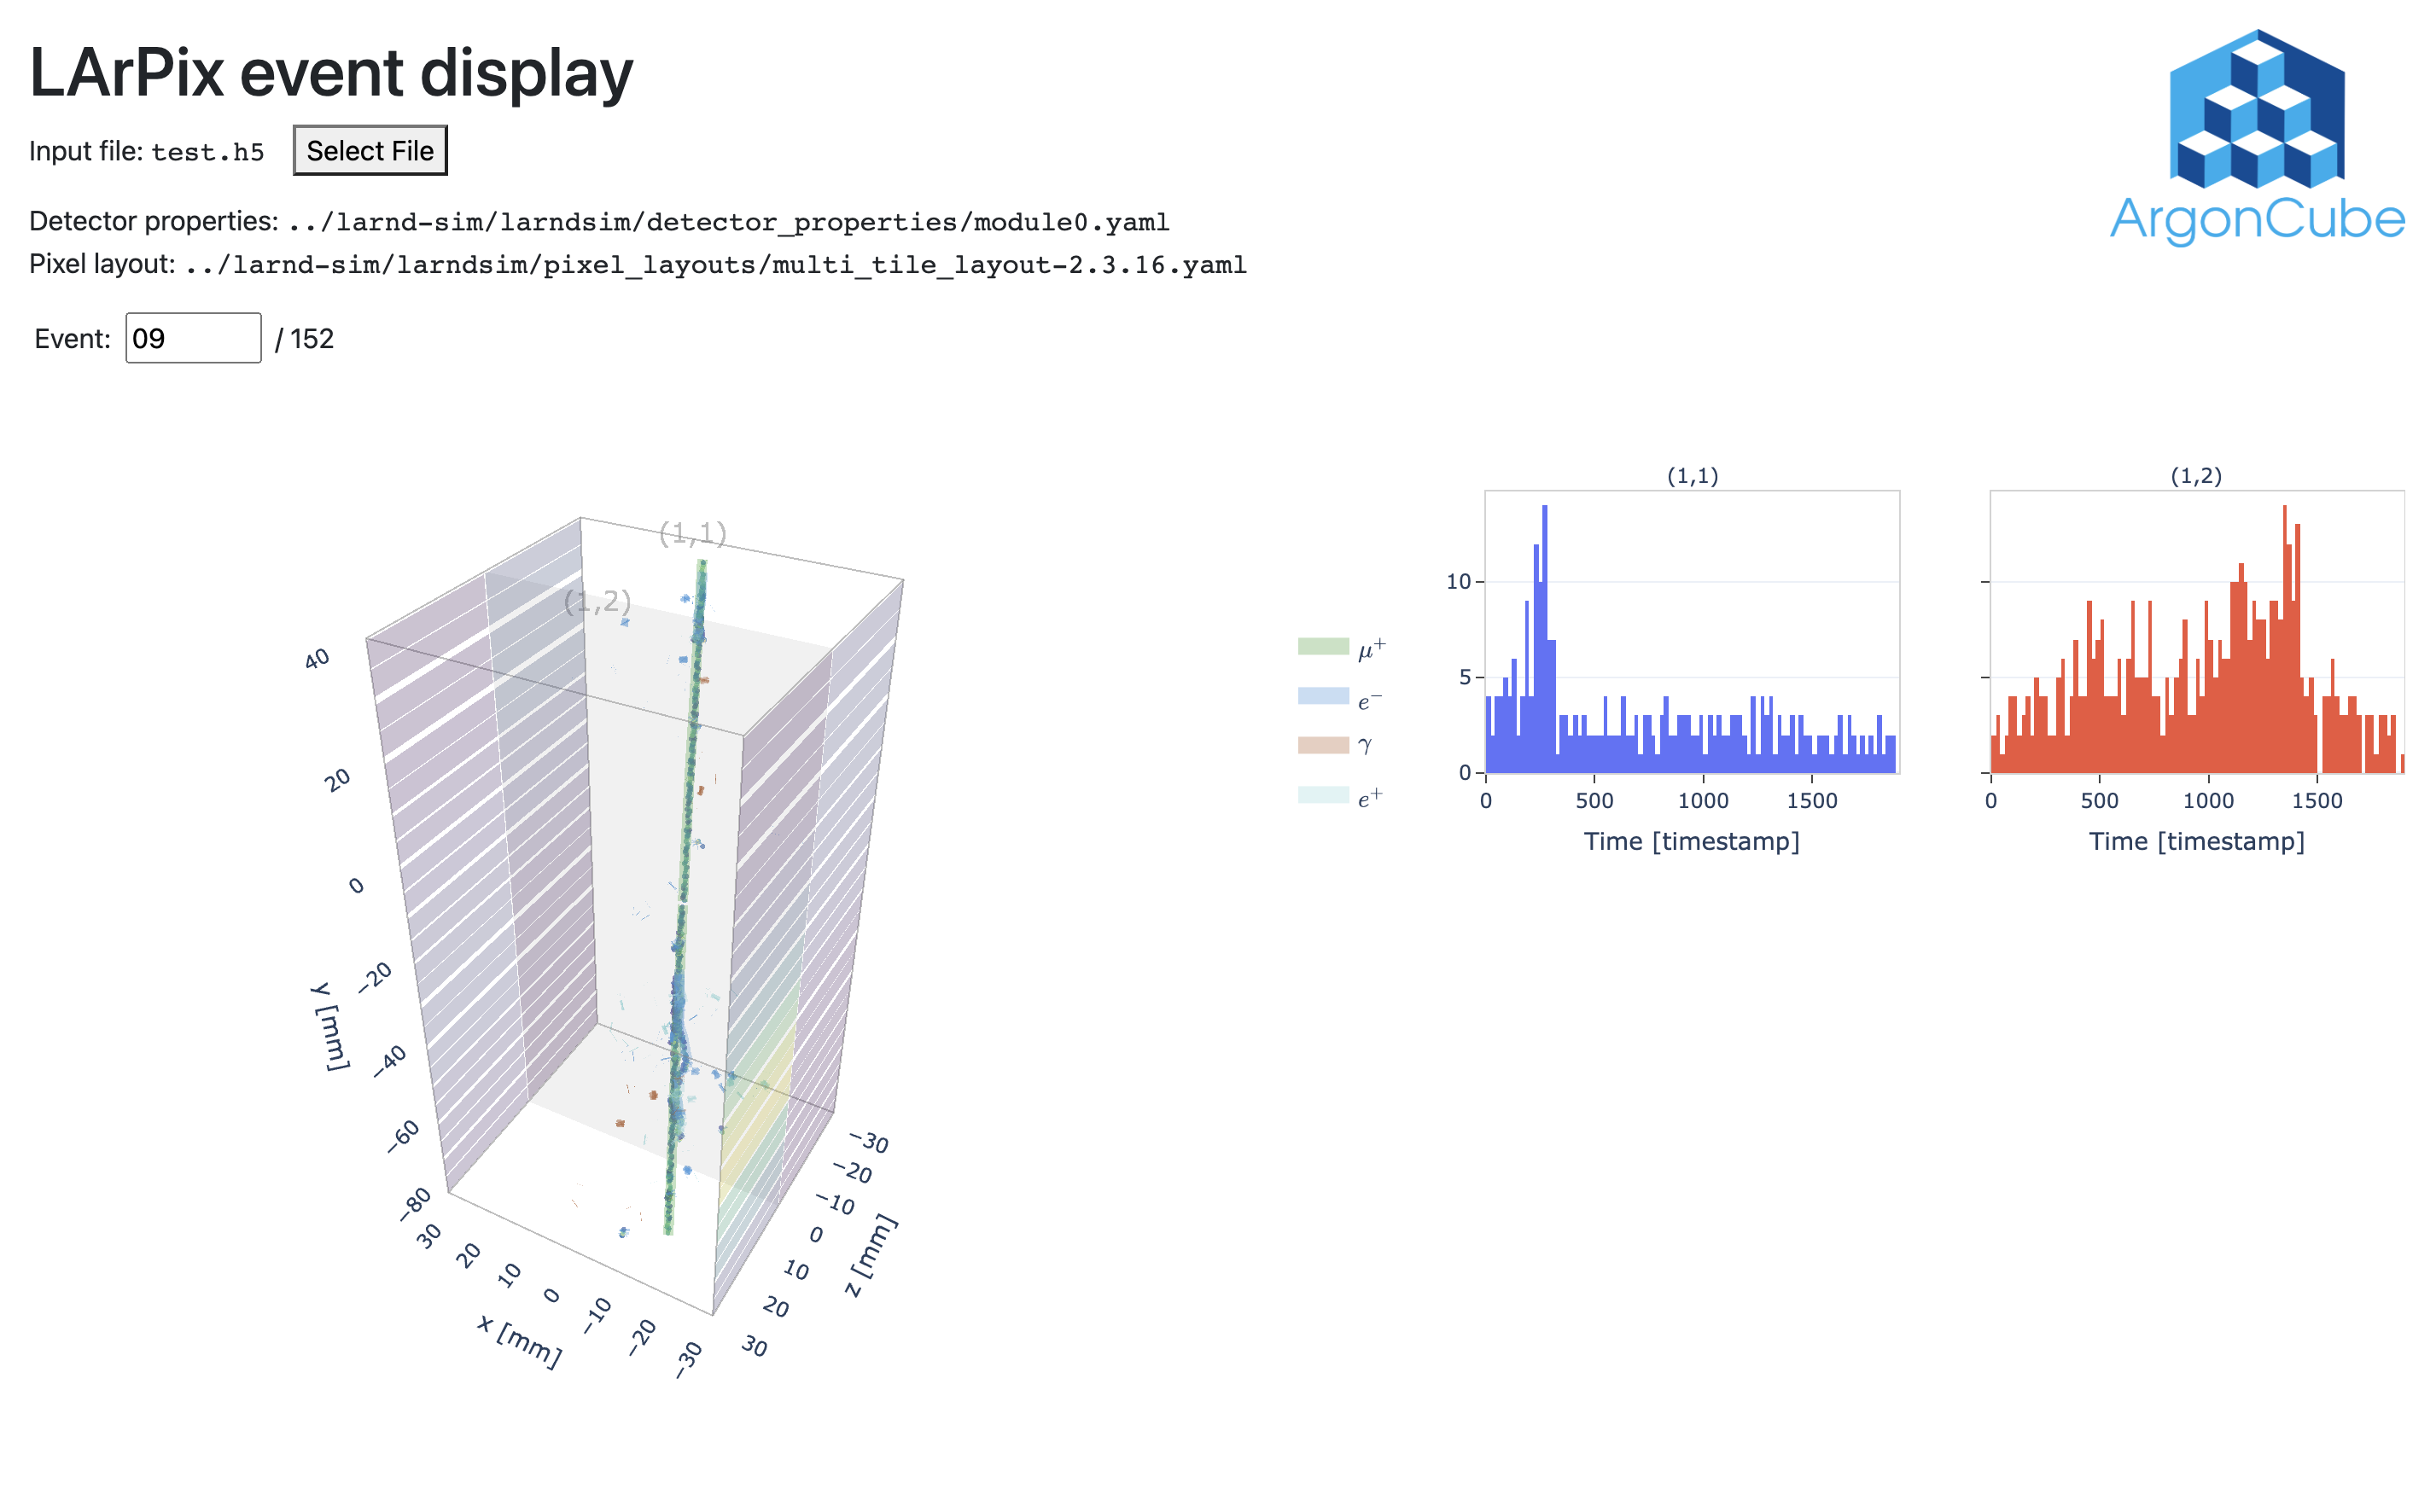 LArPix event display
Input file: test.h5 Select File
Detector properties: ../larnd-sim/larndsim/detector_properties/module0.yaml
Pixel layout: ../larnd-sim/larndsim/pixel_layouts/multi_tile_layout-2.3.16.yaml
Event: 09 / 152
ArgonCube
(1,1)
(1,2)
40
20
0
−20
−40
−60
−80
y [mm]
30
20
10
0
−10
−20
−30
x [mm]
−30
−20
−10
0
10
20
30
z [mm]
μ⁺
e⁻
γ
e⁺
(1,1)
10
5
0
0 500 1000 1500
Time [timestamp]
(1,2)
0 500 1000 1500
Time [timestamp]